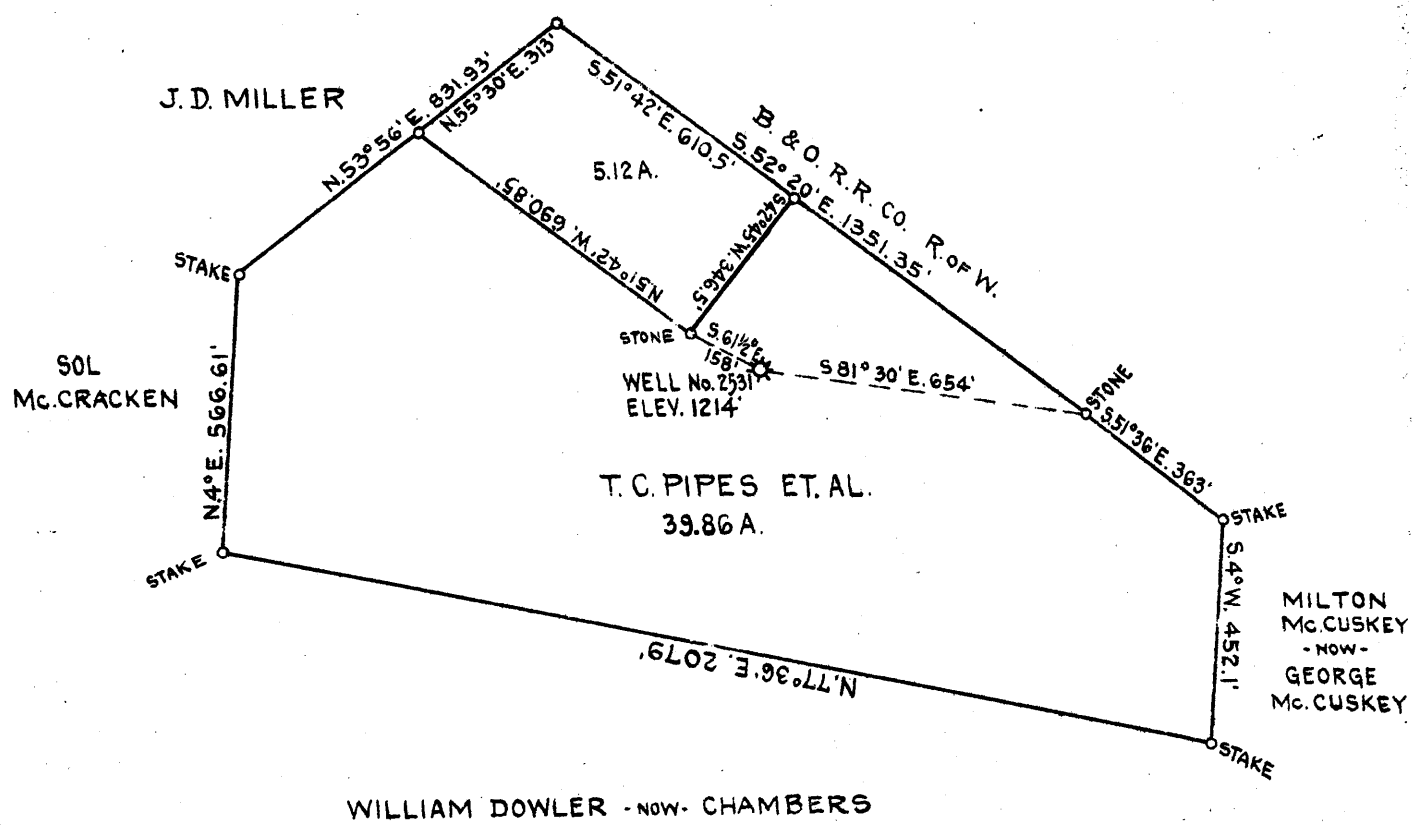 J. D. MILLER
N. 53° 56' E. 831.93'
N. 55° 30' E. 313'
S. 51° 42' E. 610.5'
B. & O. R. R. CO. R. OF W.
S. 52° 20' E. 1351.35'
5.12 A.
N. 51° 42' W. 690.85'
S 42° 45' W. 346.5'
STAKE
STONE
S. 61½° E.
158'
WELL No. 2531
ELEV. 1214'
S 81° 30' E. 654'
STONE
S. 51° 36' E. 363'
SOL
Mc. CRACKEN
N. 4° E. 566.61'
T. C. PIPES ET. AL.
39.86 A.
STAKE
STAKE
S. 4° W. 452.1'
MILTON
Mc. CUSKEY
- NOW -
GEORGE
Mc. CUSKEY
N. 77° 36' E. 2079'
STAKE
WILLIAM DOWLER - NOW - CHAMBERS